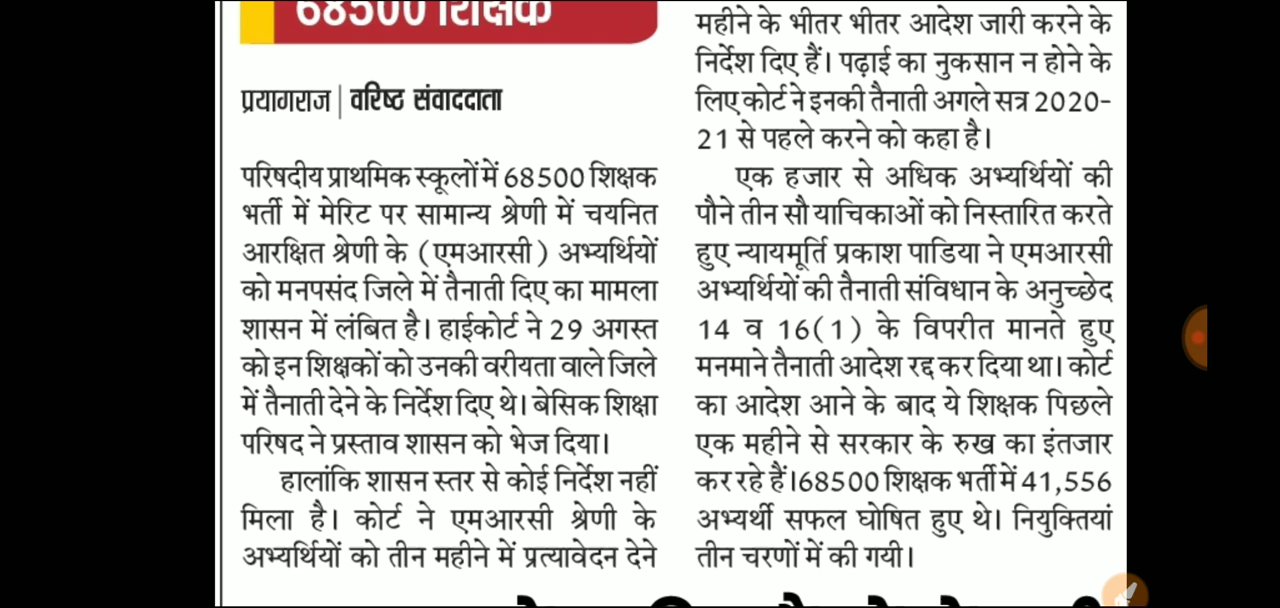 68500 शिक्षक
प्रयागराज | वरिष्ठ संवाददाता
परिषदीय प्राथमिक स्कूलों में 68500 शिक्षक
भर्ती में मेरिट पर सामान्य श्रेणी में चयनित
आरक्षित श्रेणी के (एमआरसी) अभ्यर्थियों
को मनपसंद जिले में तैनाती दिए का मामला
शासन में लंबित है। हाईकोर्ट ने 29 अगस्त
को इन शिक्षकों को उनकी वरीयता वाले जिले
में तैनाती देने के निर्देश दिए थे। बेसिक शिक्षा
परिषद ने प्रस्ताव शासन को भेज दिया।
हालांकि शासन स्तर से कोई निर्देश नहीं
मिला है। कोर्ट ने एमआरसी श्रेणी के
अभ्यर्थियों को तीन महीने में प्रत्यावेदन देने
महीने के भीतर भीतर आदेश जारी करने के
निर्देश दिए हैं। पढ़ाई का नुकसान न होने के
लिए कोर्ट ने इनकी तैनाती अगले सत्र 2020-
21 से पहले करने को कहा है।
एक हजार से अधिक अभ्यर्थियों की
पौने तीन सौ याचिकाओं को निस्तारित करते
हुए न्यायमूर्ति प्रकाश पाडिया ने एमआरसी
अभ्यर्थियों की तैनाती संविधान के अनुच्छेद
14 व 16(1) के विपरीत मानते हुए
मनमाने तैनाती आदेश रद्द कर दिया था। कोर्ट
का आदेश आने के बाद ये शिक्षक पिछले
एक महीने से सरकार के रुख का इंतजार
कर रहे हैं।68500 शिक्षक भर्ती में 41,556
अभ्यर्थी सफल घोषित हुए थे। नियुक्तियां
तीन चरणों में की गयी।